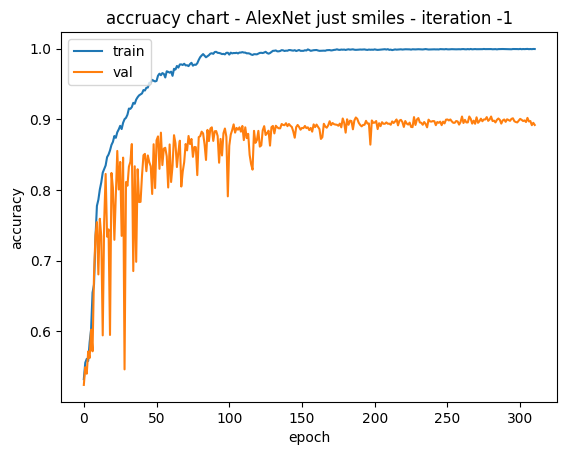 accruacy chart - AlexNet just smiles - iteration -1
train
val
1.0
0.9
0.8
0.7
0.6
accuracy
0
50
100
150
200
250
300
epoch